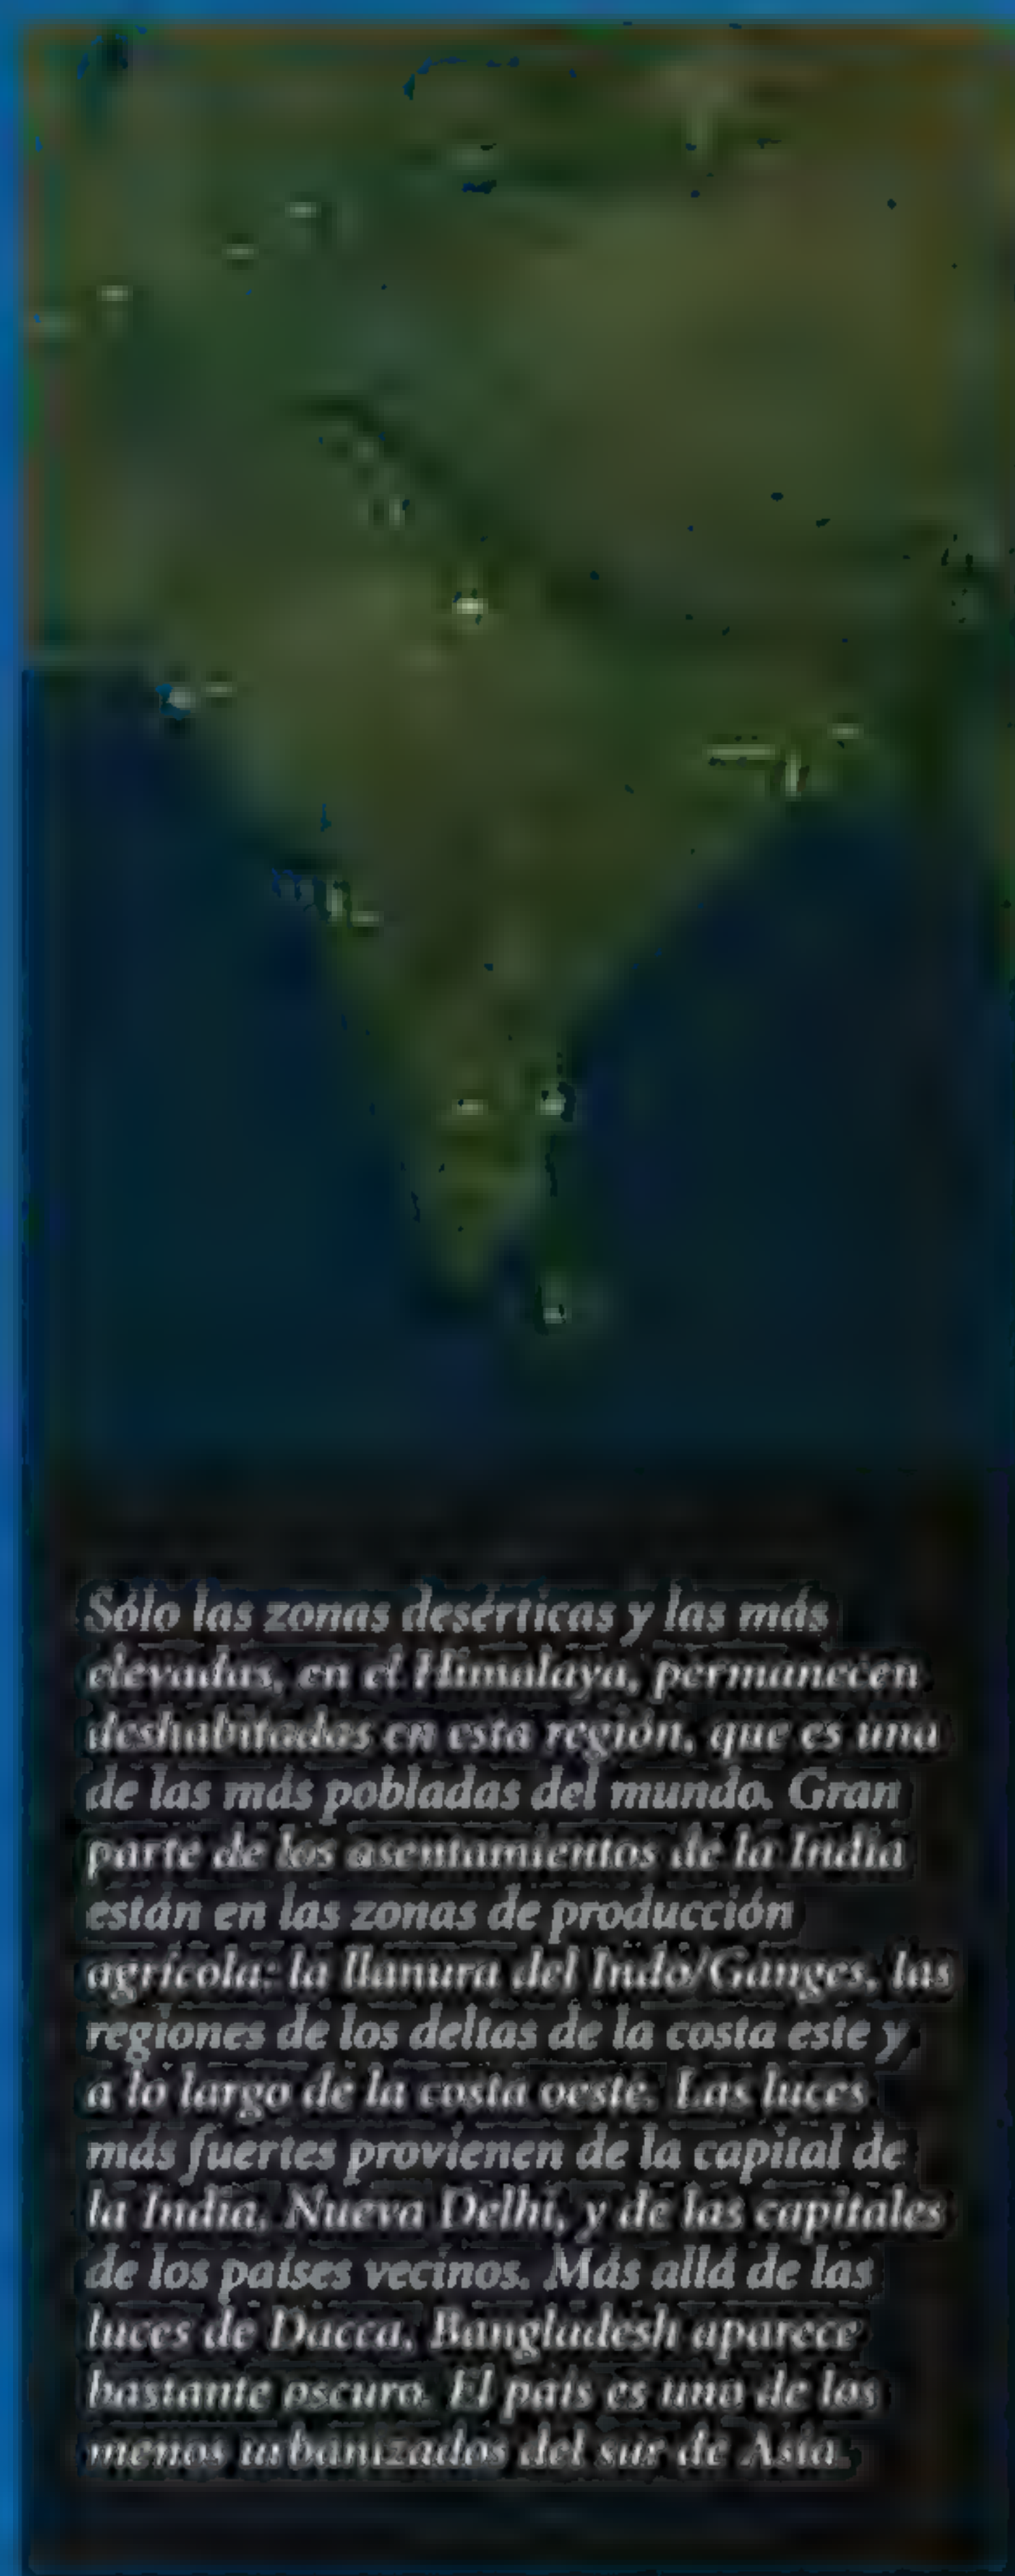 Sólo las zonas desérticas y las más
elevadas, en el Himalaya, permanecen
deshabitadas en esta región, que es una
de las más pobladas del mundo. Gran
parte de los asentamientos de la India
están en las zonas de producción
agrícola: la llanura del Indo/Ganges, las
regiones de los deltas de la costa este y
a lo largo de la costa oeste. Las luces
más fuertes provienen de la capital de
la India, Nueva Delhi, y de las capitales
de los países vecinos. Más allá de las
luces de Dacca, Bangladesh aparece
bastante oscuro. El país es uno de los
menos urbanizados del sur de Asia.